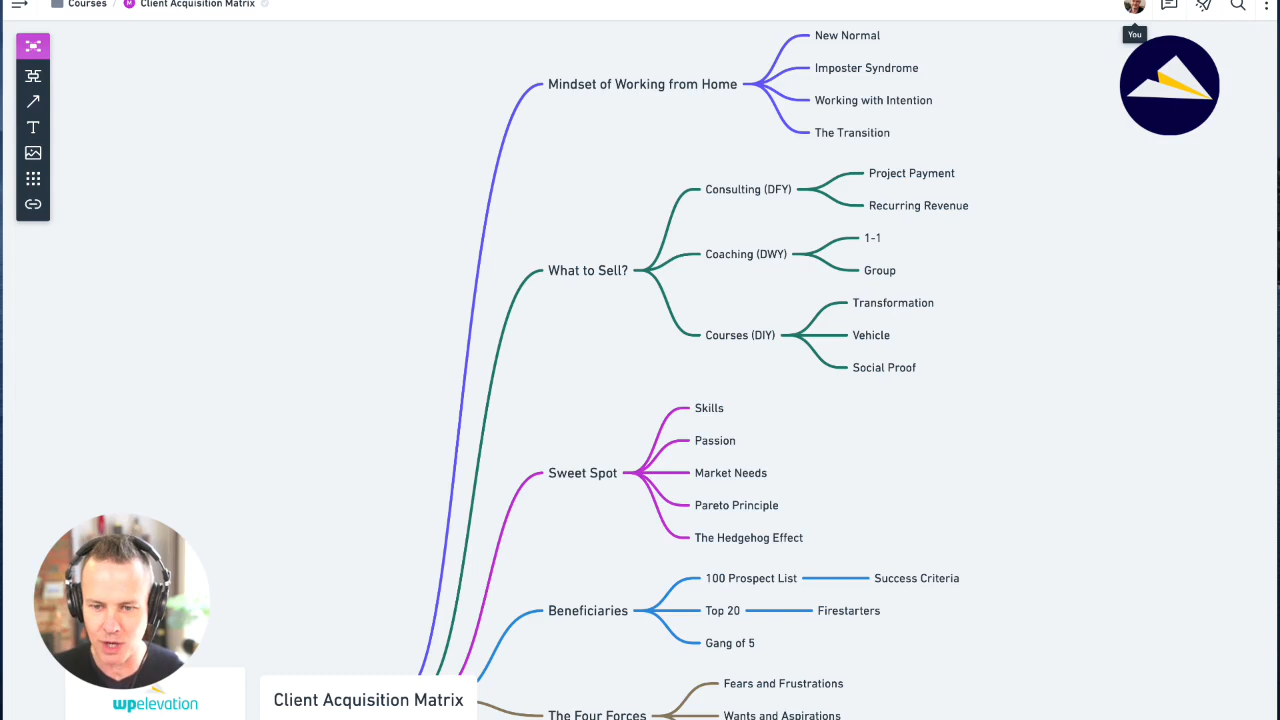 Courses / M Client Acquisition Matrix
You
New Normal
Mindset of Working from Home
Imposter Syndrome
Working with Intention
The Transition
Project Payment
Consulting (DFY)
Recurring Revenue
1-1
What to Sell?
Coaching (DWY)
Group
Transformation
Courses (DIY)
Vehicle
Social Proof
Skills
Passion
Sweet Spot
Market Needs
Pareto Principle
The Hedgehog Effect
100 Prospect List
Success Criteria
Beneficiaries
Top 20
Firestarters
Gang of 5
Fears and Frustrations
wpelevation
Client Acquisition Matrix
The Four Forces
Wants and Aspirations
T